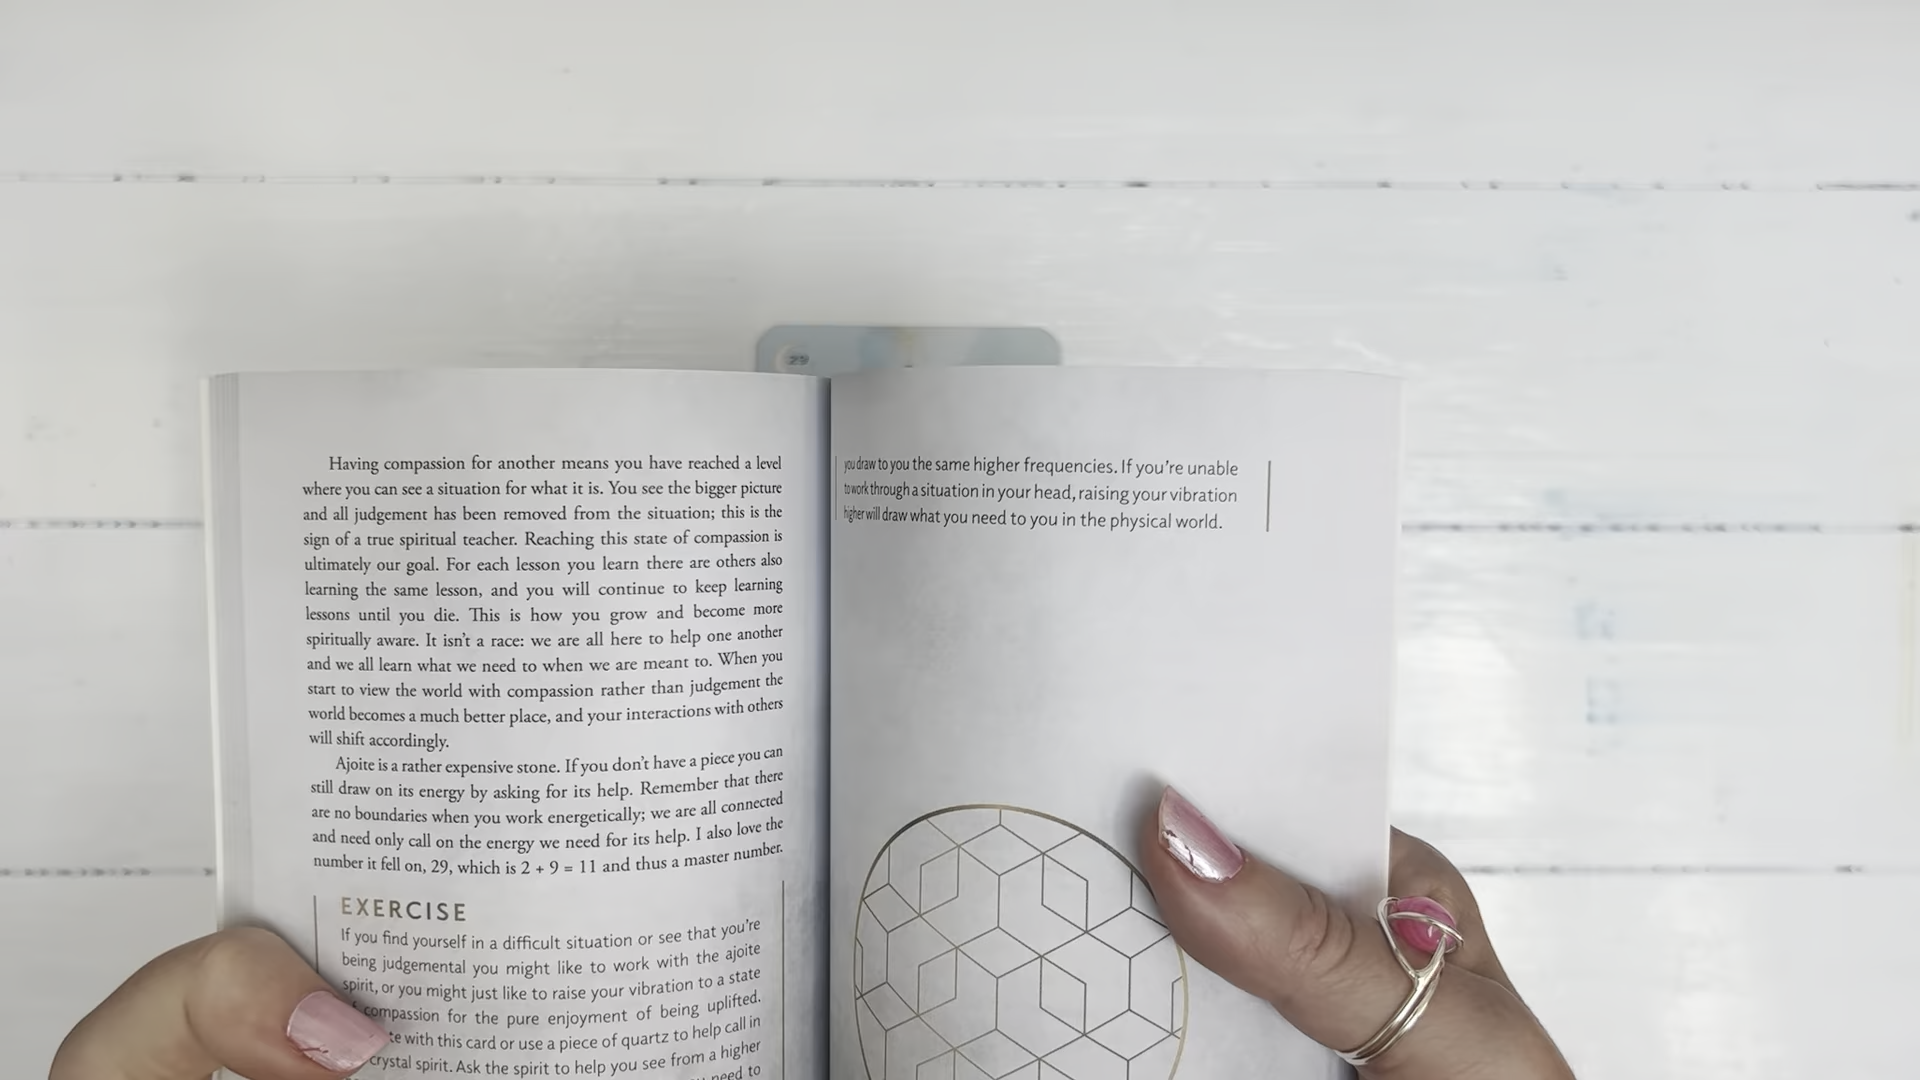 29
Having compassion for another means you have reached a level
where you can see a situation for what it is. You see the bigger picture
and all judgement has been removed from the situation; this is the
sign of a true spiritual teacher. Reaching this state of compassion is
ultimately our goal. For each lesson you learn there are others also
learning the same lesson, and you will continue to keep learning
lessons until you die. This is how you grow and become more
spiritually aware. It isn't a race: we are all here to help one another
and we all learn what we need to when we are meant to. When you
start to view the world with compassion rather than judgement the
world becomes a much better place, and your interactions with others
will shift accordingly.
Ajoite is a rather expensive stone. If you don't have a piece you can
still draw on its energy by asking for its help. Remember that there
are no boundaries when you work energetically; we are all connected
and need only call on the energy we need for its help. I also love the
number it fell on, 29, which is 2 + 9 = 11 and thus a master number.
EXERCISE
If you find yourself in a difficult situation or see that you're
being judgemental you might like to work with the ajoite
spirit, or you might just like to raise your vibration to a state
compassion for the pure enjoyment of being uplifted.
with this card or use a piece of quartz to help call in
crystal spirit. Ask the spirit to help you see from a higher
need to
you draw to you the same higher frequencies. If you're unable
to work through a situation in your head, raising your vibration
higher will draw what you need to you in the physical world.